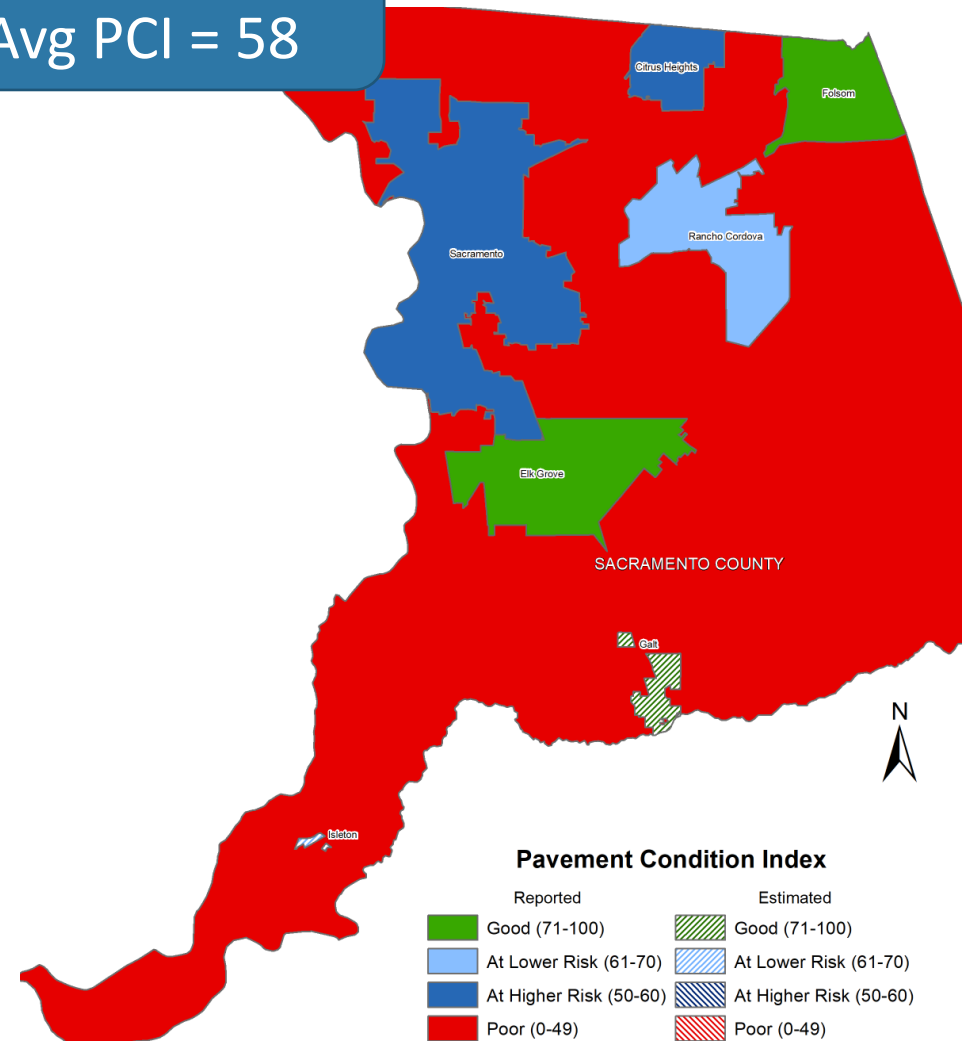 Avg PCI = 58
Citrus Heights
Folsom
Rancho Cordova
Sacramento
Elk Grove
SACRAMENTO COUNTY
Galt
N
Isleton
Pavement Condition Index
Reported Estimated
Good (71-100) Good (71-100)
At Lower Risk (61-70) At Lower Risk (61-70)
At Higher Risk (50-60) At Higher Risk (50-60)
Poor (0-49) Poor (0-49)